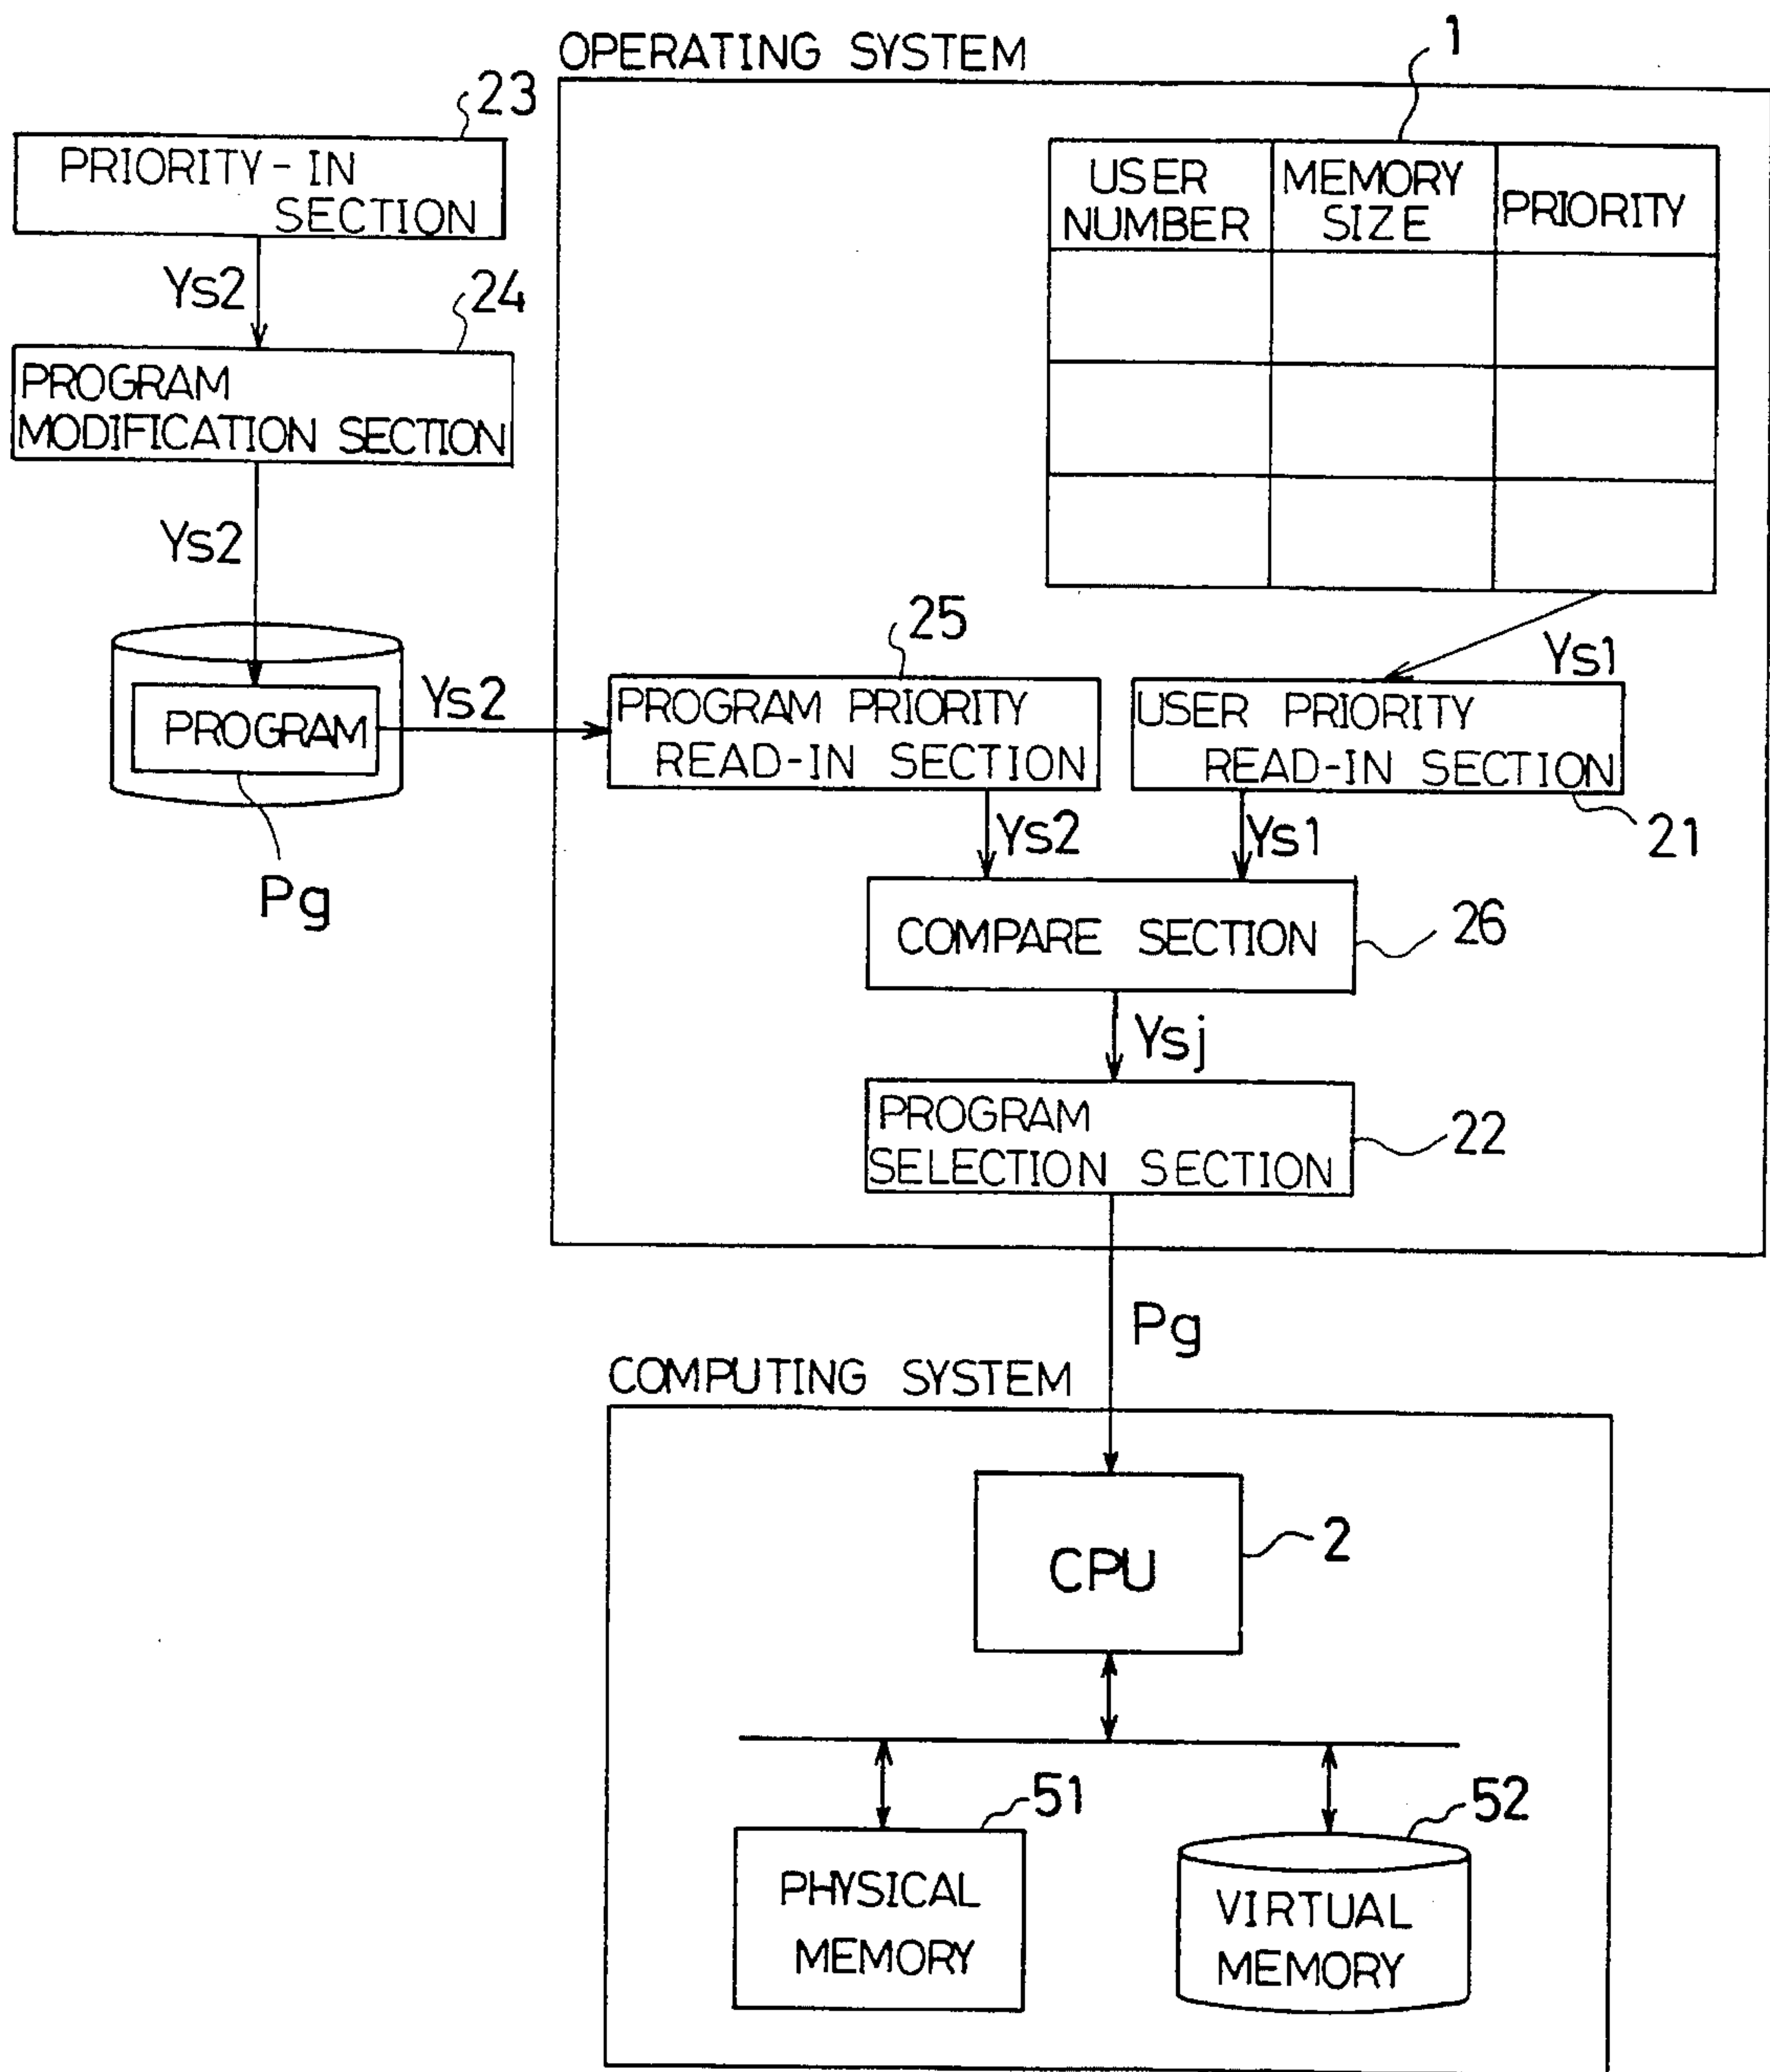 OPERATING SYSTEM
1
23
PRIORITY-IN
SECTION
USER
NUMBER
MEMORY
SIZE
PRIORITY
Ys2
24
PROGRAM
MODIFICATION SECTION
Ys2
25
Ys1
PROGRAM
Ys2
PROGRAM PRIORITY
READ-IN SECTION
USER PRIORITY
READ-IN SECTION
21
Pg
Ys2
Ys1
COMPARE SECTION
26
Ysj
PROGRAM
SELECTION SECTION
22
Pg
COMPUTING SYSTEM
CPU
2
51
52
PHYSICAL
MEMORY
VIRTUAL
MEMORY